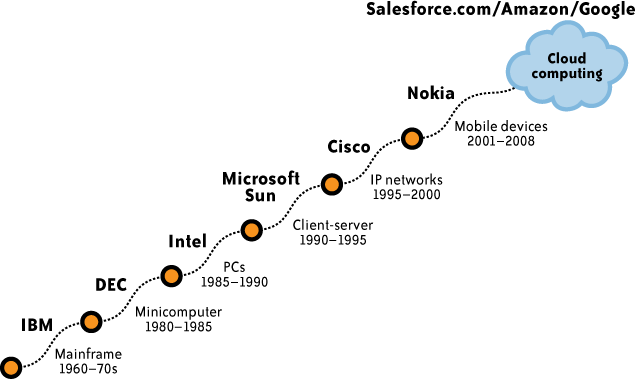 Salesforce.com/Amazon/Google
Cloud
computing
Nokia
Mobile devices
2001–2008
Cisco
IP networks
1995–2000
Microsoft
Sun
Client-server
1990–1995
Intel
PCs
1985–1990
DEC
Minicomputer
1980–1985
IBM
Mainframe
1960–70s